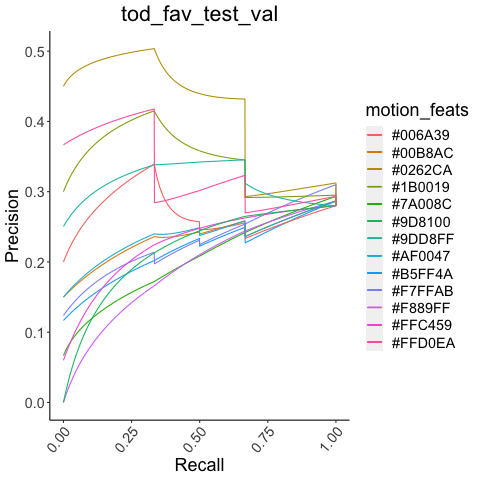 tod_fav_test_val
0.5
0.4
0.3
0.2
0.1
0.0
Precision
0.00
0.25
0.50
0.75
1.00
Recall
motion_feats
#006A39
#00B8AC
#0262CA
#1B0019
#7A008C
#9D8100
#9DD8FF
#AF0047
#B5FF4A
#F7FFAB
#F889FF
#FFC459
#FFD0EA